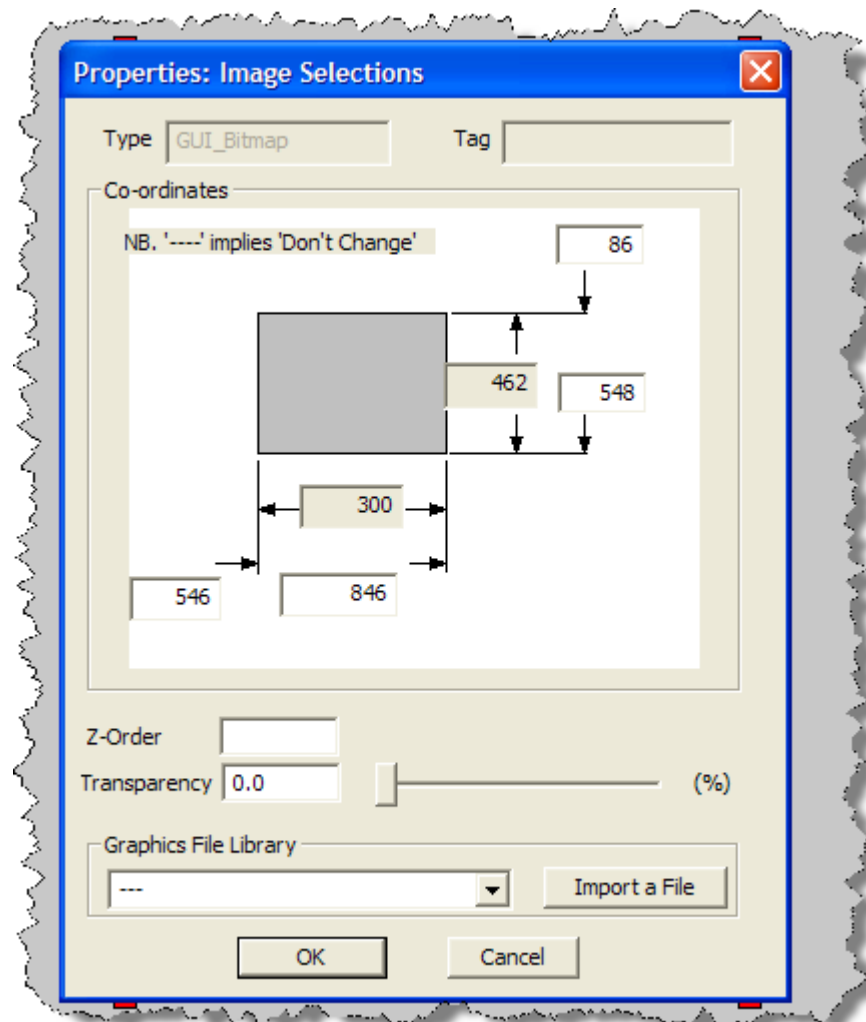 Properties: Image Selections
Type GUI_Bitmap Tag
Co-ordinates
NB. '----' implies 'Don't Change'
86
462
548
300
546
846
Z-Order
Transparency 0.0 (%)
Graphics File Library
---
Import a File
OK Cancel